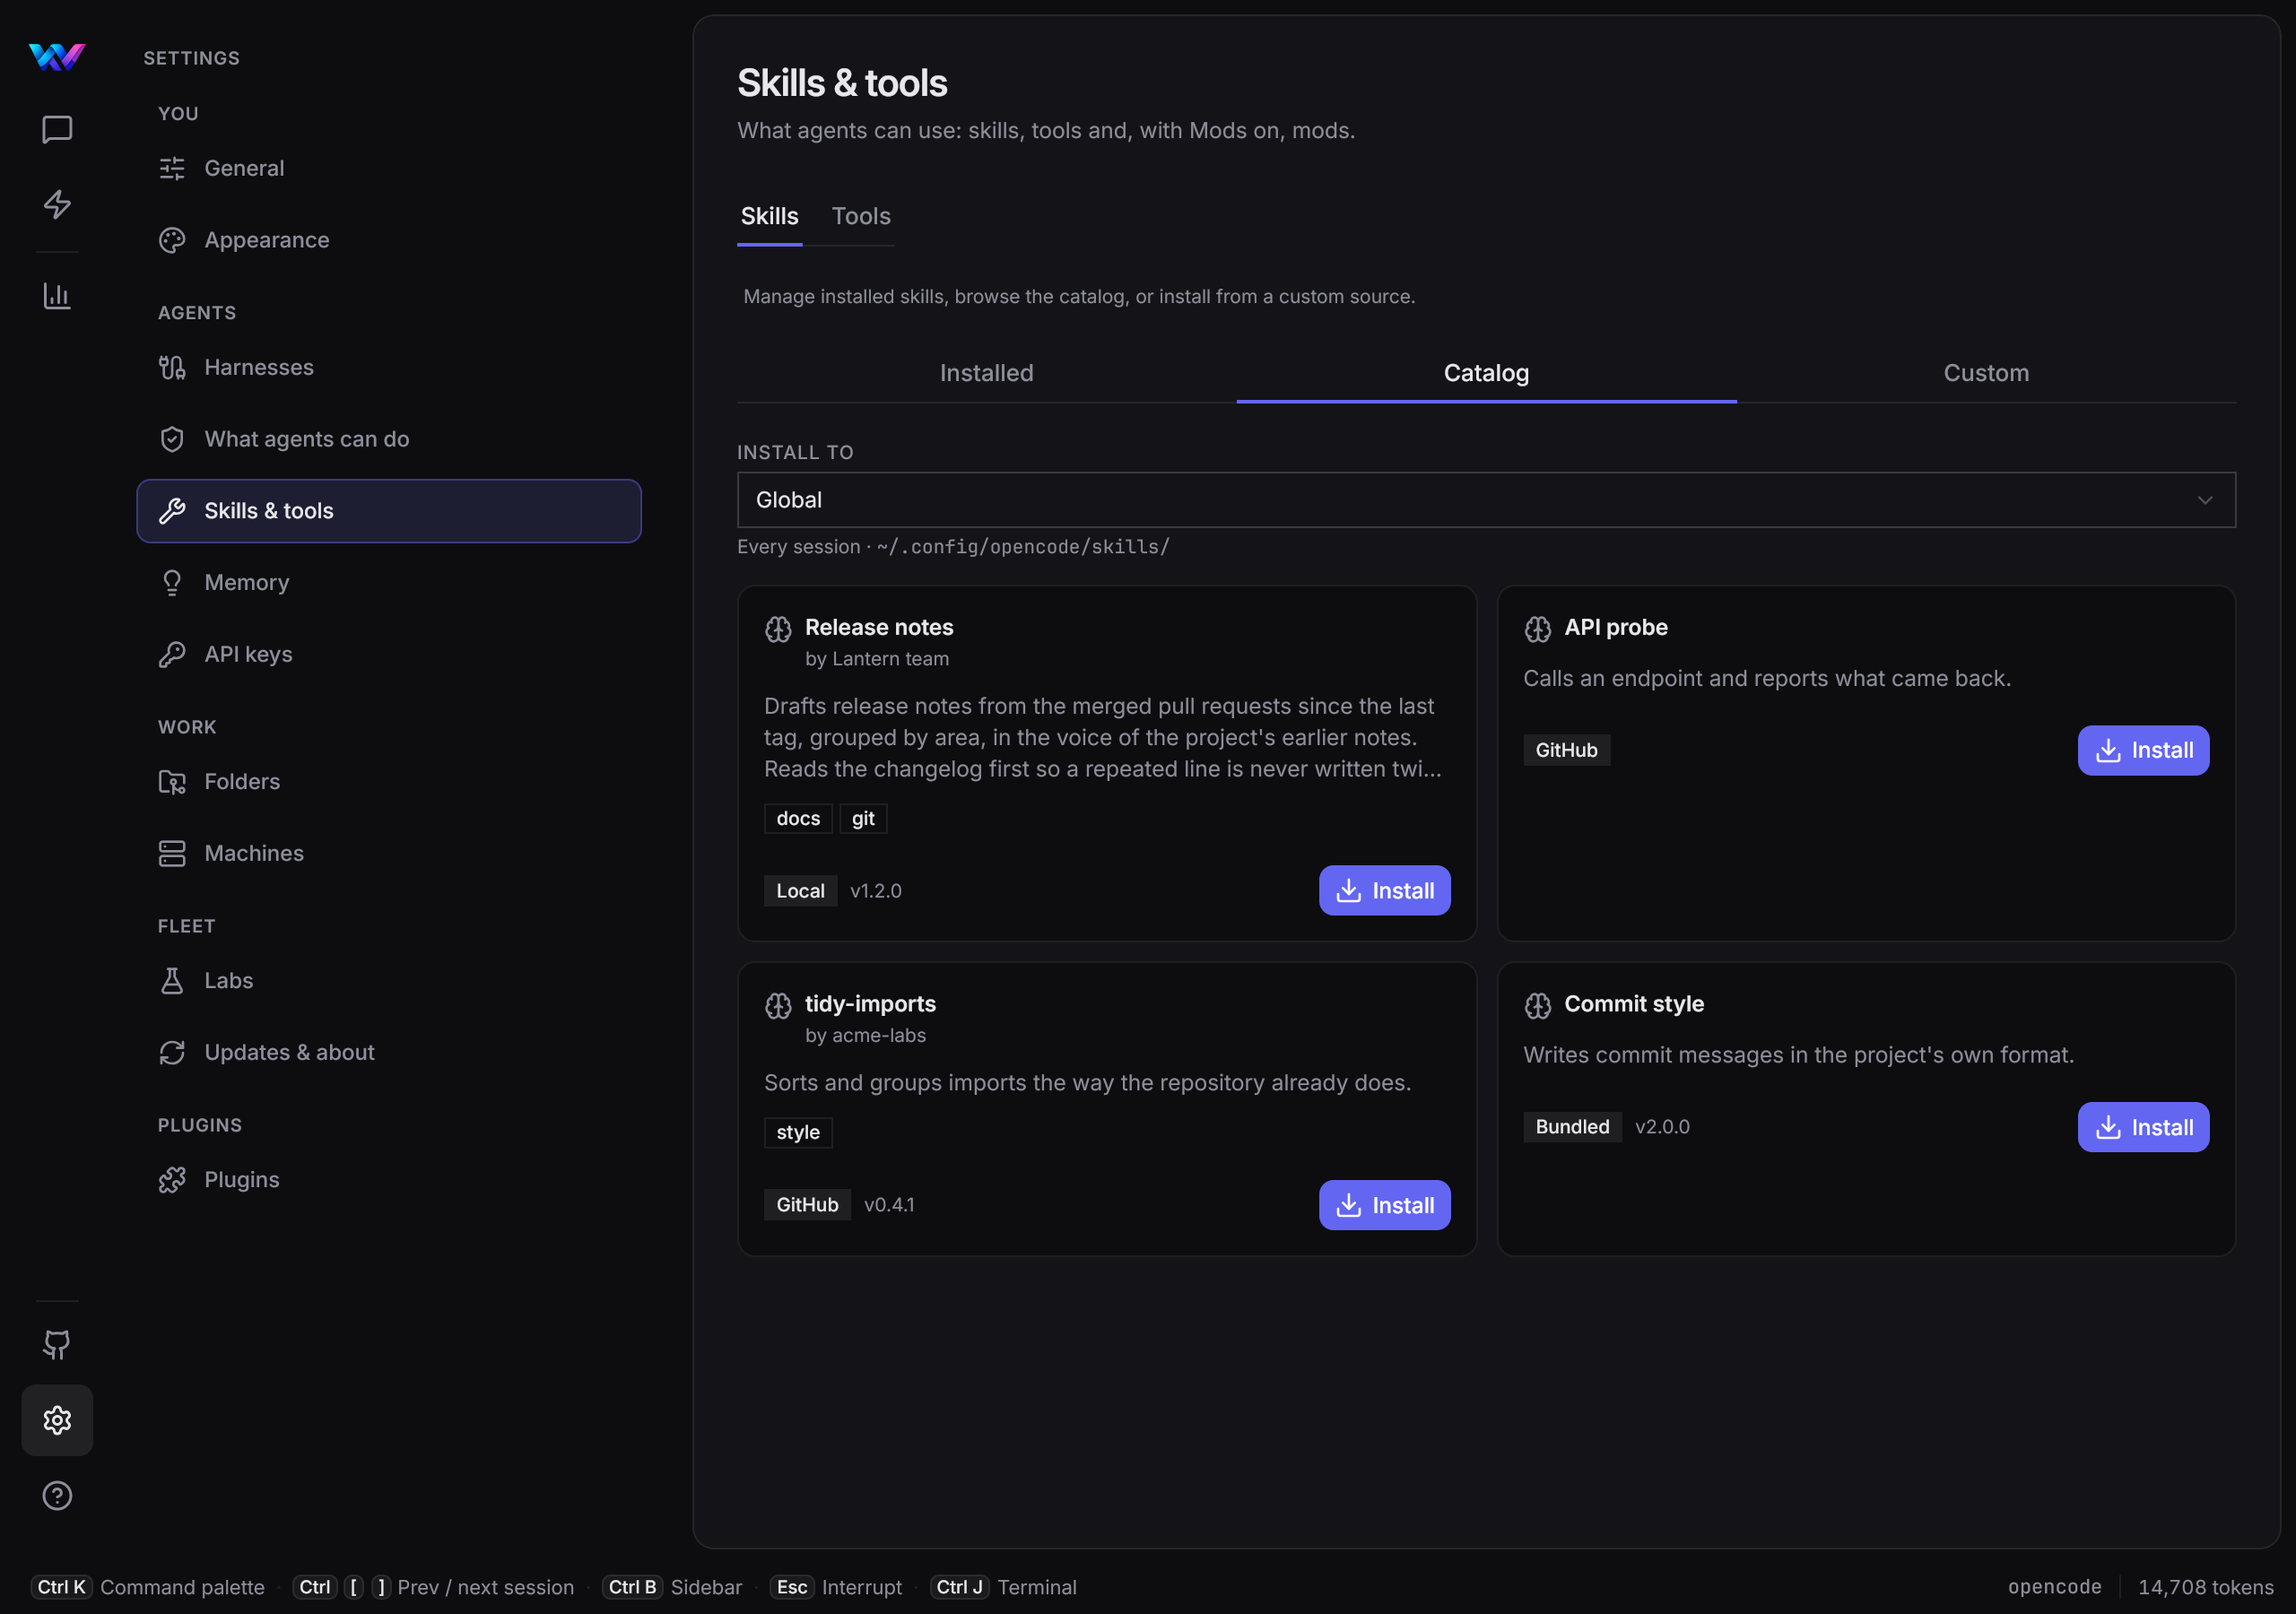 SETTINGS
YOU
General
Appearance
AGENTS
Harnesses
What agents can do
Skills & tools
Memory
API keys
WORK
Folders
Machines
FLEET
Labs
Updates & about
PLUGINS
Plugins
Skills & tools
What agents can use: skills, tools and, with Mods on, mods.
Skills Tools
Manage installed skills, browse the catalog, or install from a custom source.
Installed Catalog Custom
INSTALL TO
Global
Every session · ~/.config/opencode/skills/
Release notes
by Lantern team
Drafts release notes from the merged pull requests since the last
tag, grouped by area, in the voice of the project's earlier notes.
Reads the changelog first so a repeated line is never written twi...
docs git
Local v1.2.0 Install
API probe
Calls an endpoint and reports what came back.
GitHub Install
tidy-imports
by acme-labs
Sorts and groups imports the way the repository already does.
style
GitHub v0.4.1 Install
Commit style
Writes commit messages in the project's own format.
Bundled v2.0.0 Install
Ctrl K Command palette · Ctrl [ ] Prev / next session · Ctrl B Sidebar · Esc Interrupt · Ctrl J Terminal
opencode 14,708 tokens